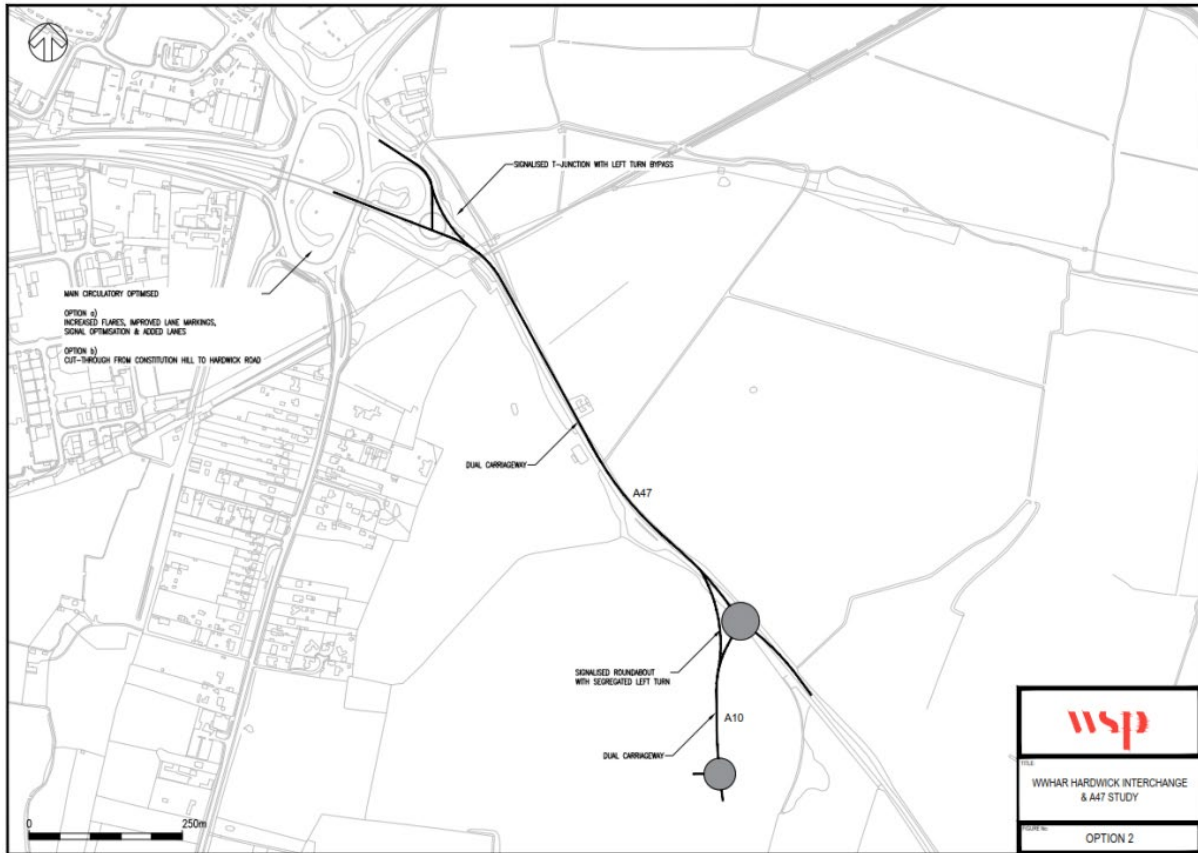 SIGNALISED T-JUNCTION WITH LEFT TURN BYPASS
MAIN CIRCULATORY OPTIMISED
OPTION a)
INCREASED FLARES, IMPROVED LANE MARKINGS,
SIGNAL OPTIMISATION & ADDED LANES
OPTION b)
CUT-THROUGH FROM CONSTITUTION HILL TO HARDWICK ROAD
DUAL CARRIAGEWAY
A47
SIGNALISED ROUNDABOUT
WITH SEGREGATED LEFT TURN
A10
DUAL CARRIAGEWAY
0
250m
wsp
TITLE:
WWHAR HARDWICK INTERCHANGE
& A47 STUDY
FIGURE No:
OPTION 2